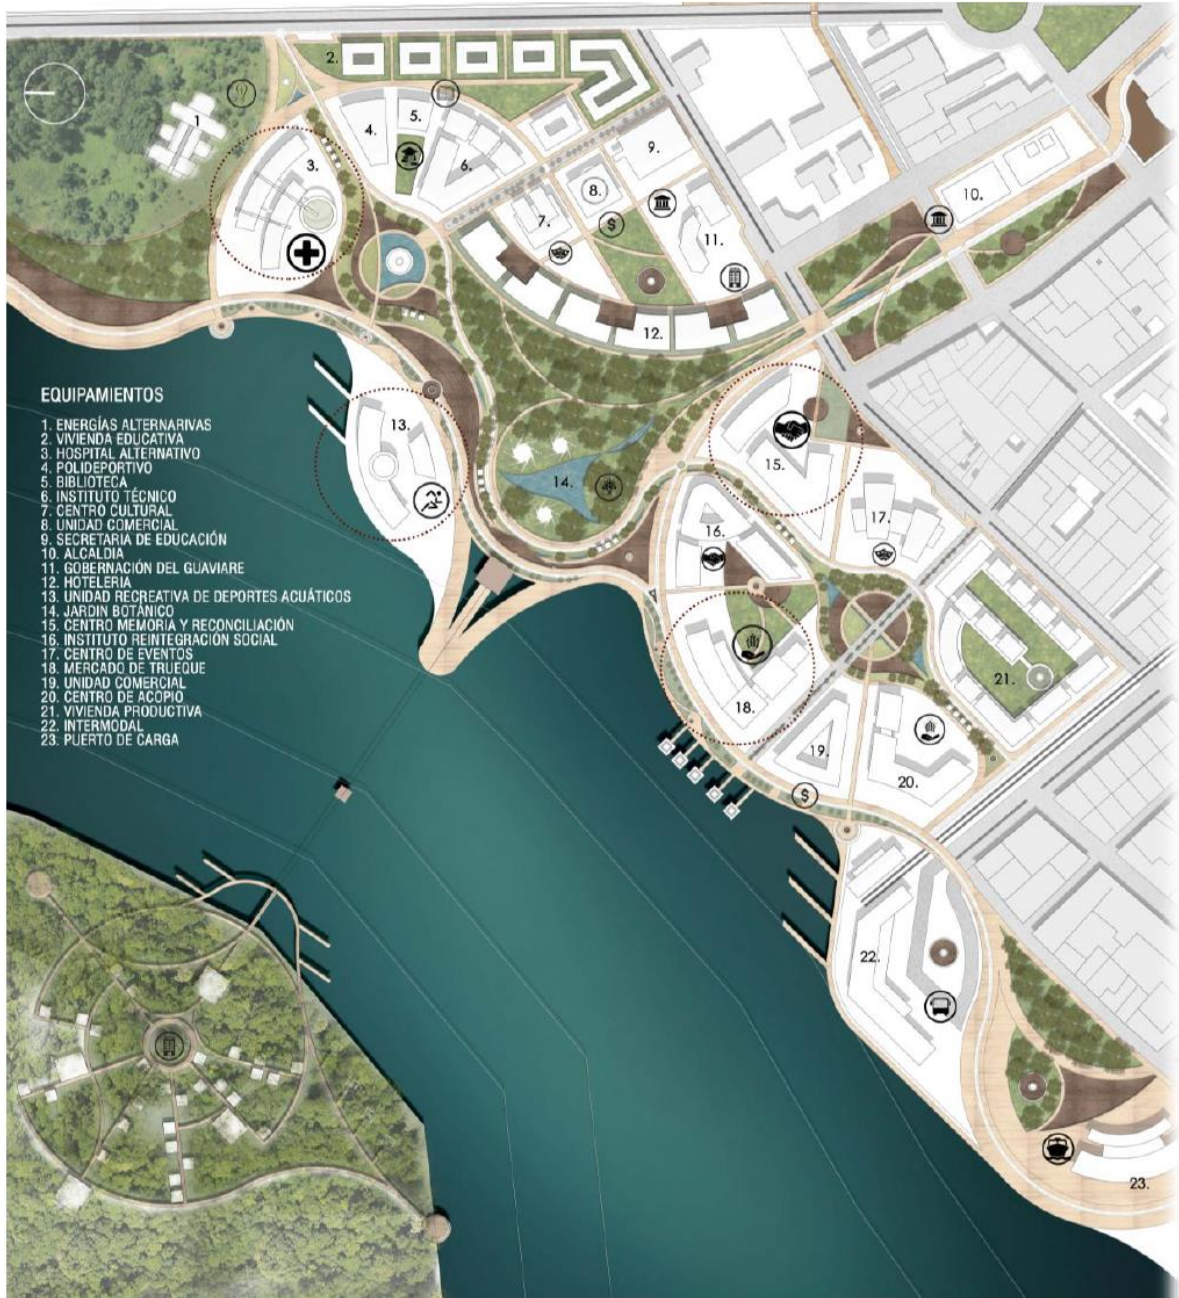 2.
1
5.
4.
3.
6.
9.
8.
10.
7.
$
11.
12.
EQUIPAMIENTOS
1. ENERGÍAS ALTERNARIVAS
2. VIVIENDA EDUCATIVA
3. HOSPITAL ALTERNATIVO
4. POLIDEPORTIVO
5. BIBLIOTECA
6. INSTITUTO TÉCNICO
7. CENTRO CULTURAL
8. UNIDAD COMERCIAL
9. SECRETARIA DE EDUCACIÓN
10. ALCALDIA
11. GOBERNACIÓN DEL GUAVIARE
12. HOTELERIA
13. UNIDAD RECREATIVA DE DEPORTES ACUÁTICOS
14. JARDIN BOTÁNICO
15. CENTRO MEMORIA Y RECONCILIACIÓN
16. INSTITUTO REINTEGRACIÓN SOCIAL
17. CENTRO DE EVENTOS
18. MERCADO DE TRUEQUE
19. UNIDAD COMERCIAL
20. CENTRO DE ACOPIO
21. VIVIENDA PRODUCTIVA
22. INTERMODAL
23. PUERTO DE CARGA
13.
14.
15.
16.
17.
21.
18.
19.
20.
$
22.
23.